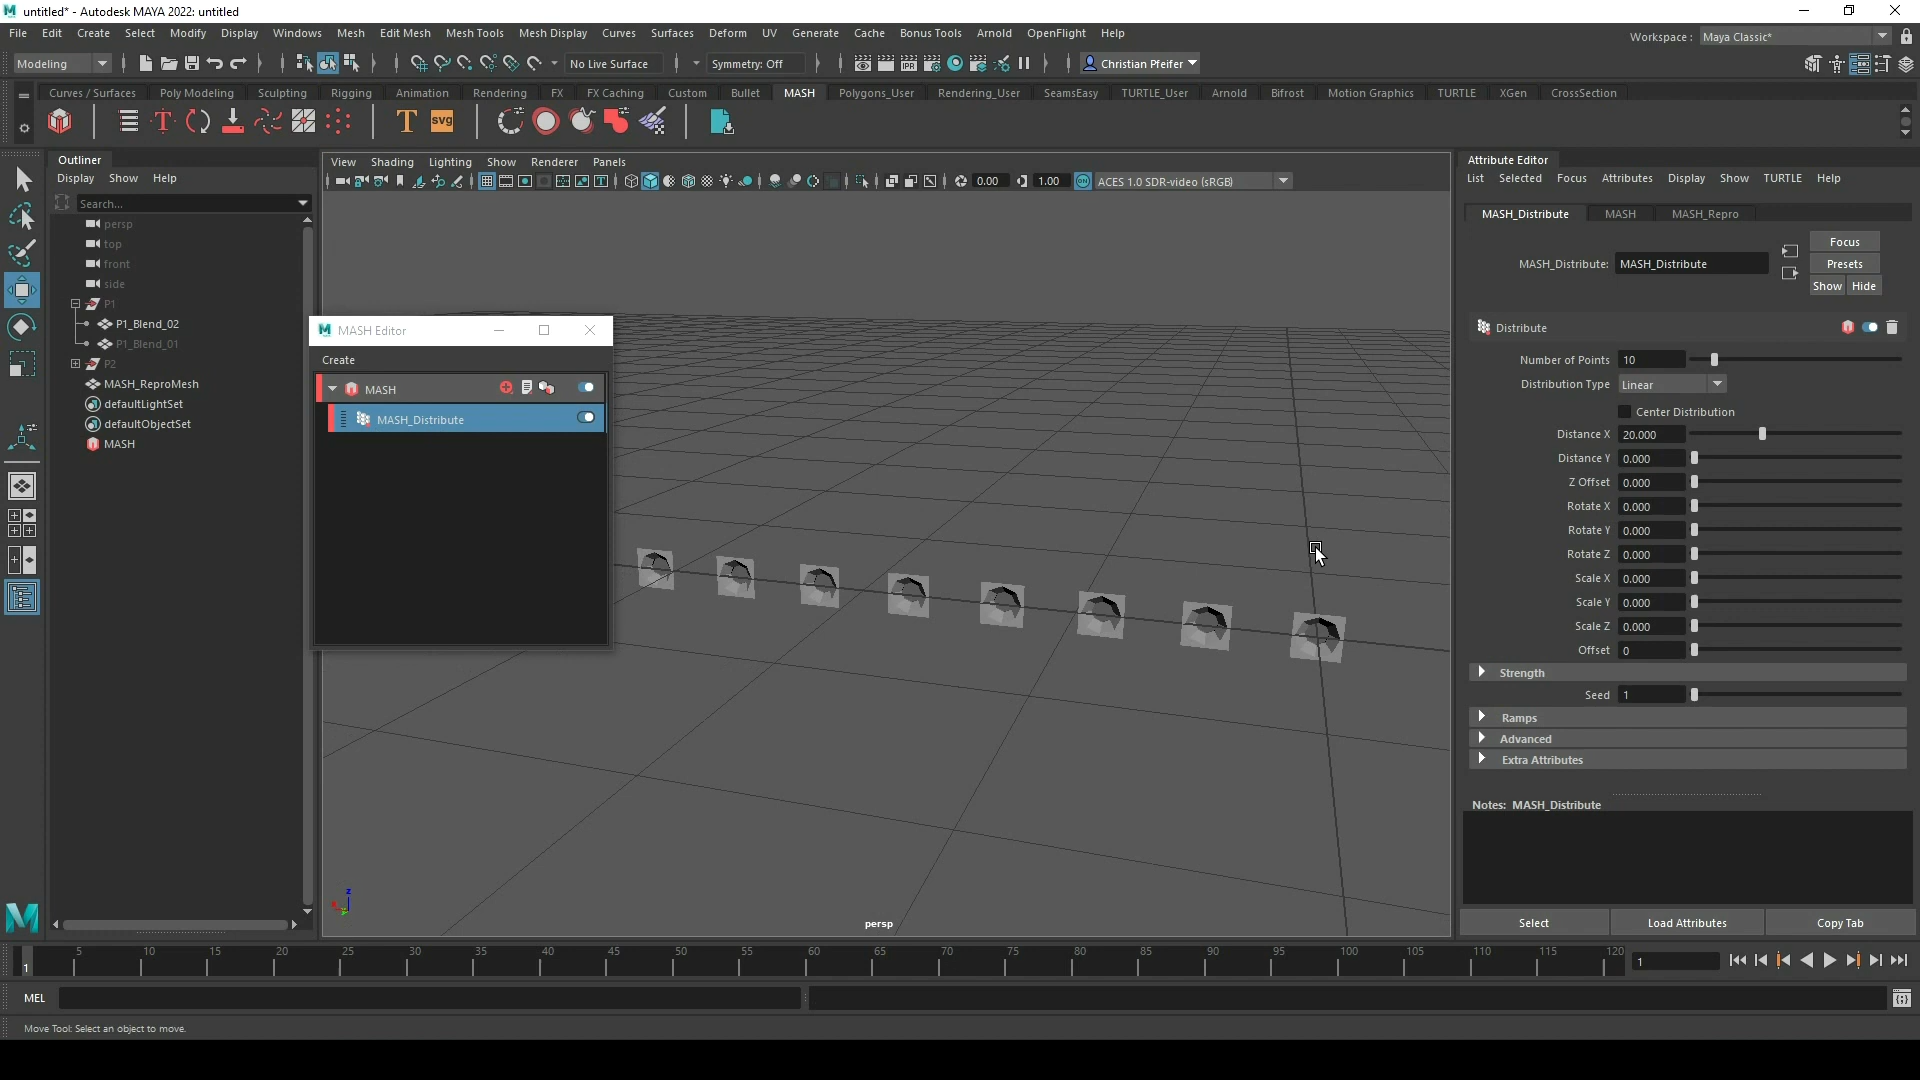 untitled* - Autodesk MAYA 2022: untitled
File Edit Create Select Modify Display Windows Mesh Edit Mesh Mesh Tools Mesh Display Curves Surfaces Deform UV Generate Cache Bonus Tools Arnold OpenFlight Help
Workspace : Maya Classic*
Modeling No Live Surface Symmetry: Off Christian Pfeifer
Curves / Surfaces Poly Modeling Sculpting Rigging Animation Rendering FX FX Caching Custom Bullet MASH Polygons_User Rendering_User SeamsEasy TURTLE_User Arnold Bifrost Motion Graphics TURTLE XGen CrossSection
T T svg
Outliner
Display Show Help
Search...
persp
top
front
side
P1
P1_Blend_02
P1_Blend_01
P2
MASH_ReproMesh
defaultLightSet
defaultObjectSet
MASH
View Shading Lighting Show Renderer Panels
0.00 1.00 ON ACES 1.0 SDR-video (sRGB)
MASH Editor
Create
MASH
MASH_Distribute
z
persp
Attribute Editor
List Selected Focus Attributes Display Show TURTLE Help
MASH_Distribute MASH MASH_Repro
MASH_Distribute: MASH_Distribute
Focus
Presets
Show Hide
Distribute
Number of Points 10
Distribution Type Linear
Center Distribution
Distance X 20.000
Distance Y 0.000
Z Offset 0.000
Rotate X 0.000
Rotate Y 0.000
Rotate Z 0.000
Scale X 0.000
Scale Y 0.000
Scale Z 0.000
Offset 0
Strength
Seed 1
Ramps
Advanced
Extra Attributes
Notes: MASH_Distribute
Select Load Attributes Copy Tab
1 5 10 15 20 25 30 35 40 45 50 55 60 65 70 75 80 85 90 95 100 105 110 115 120 1
MEL
Move Tool: Select an object to move.